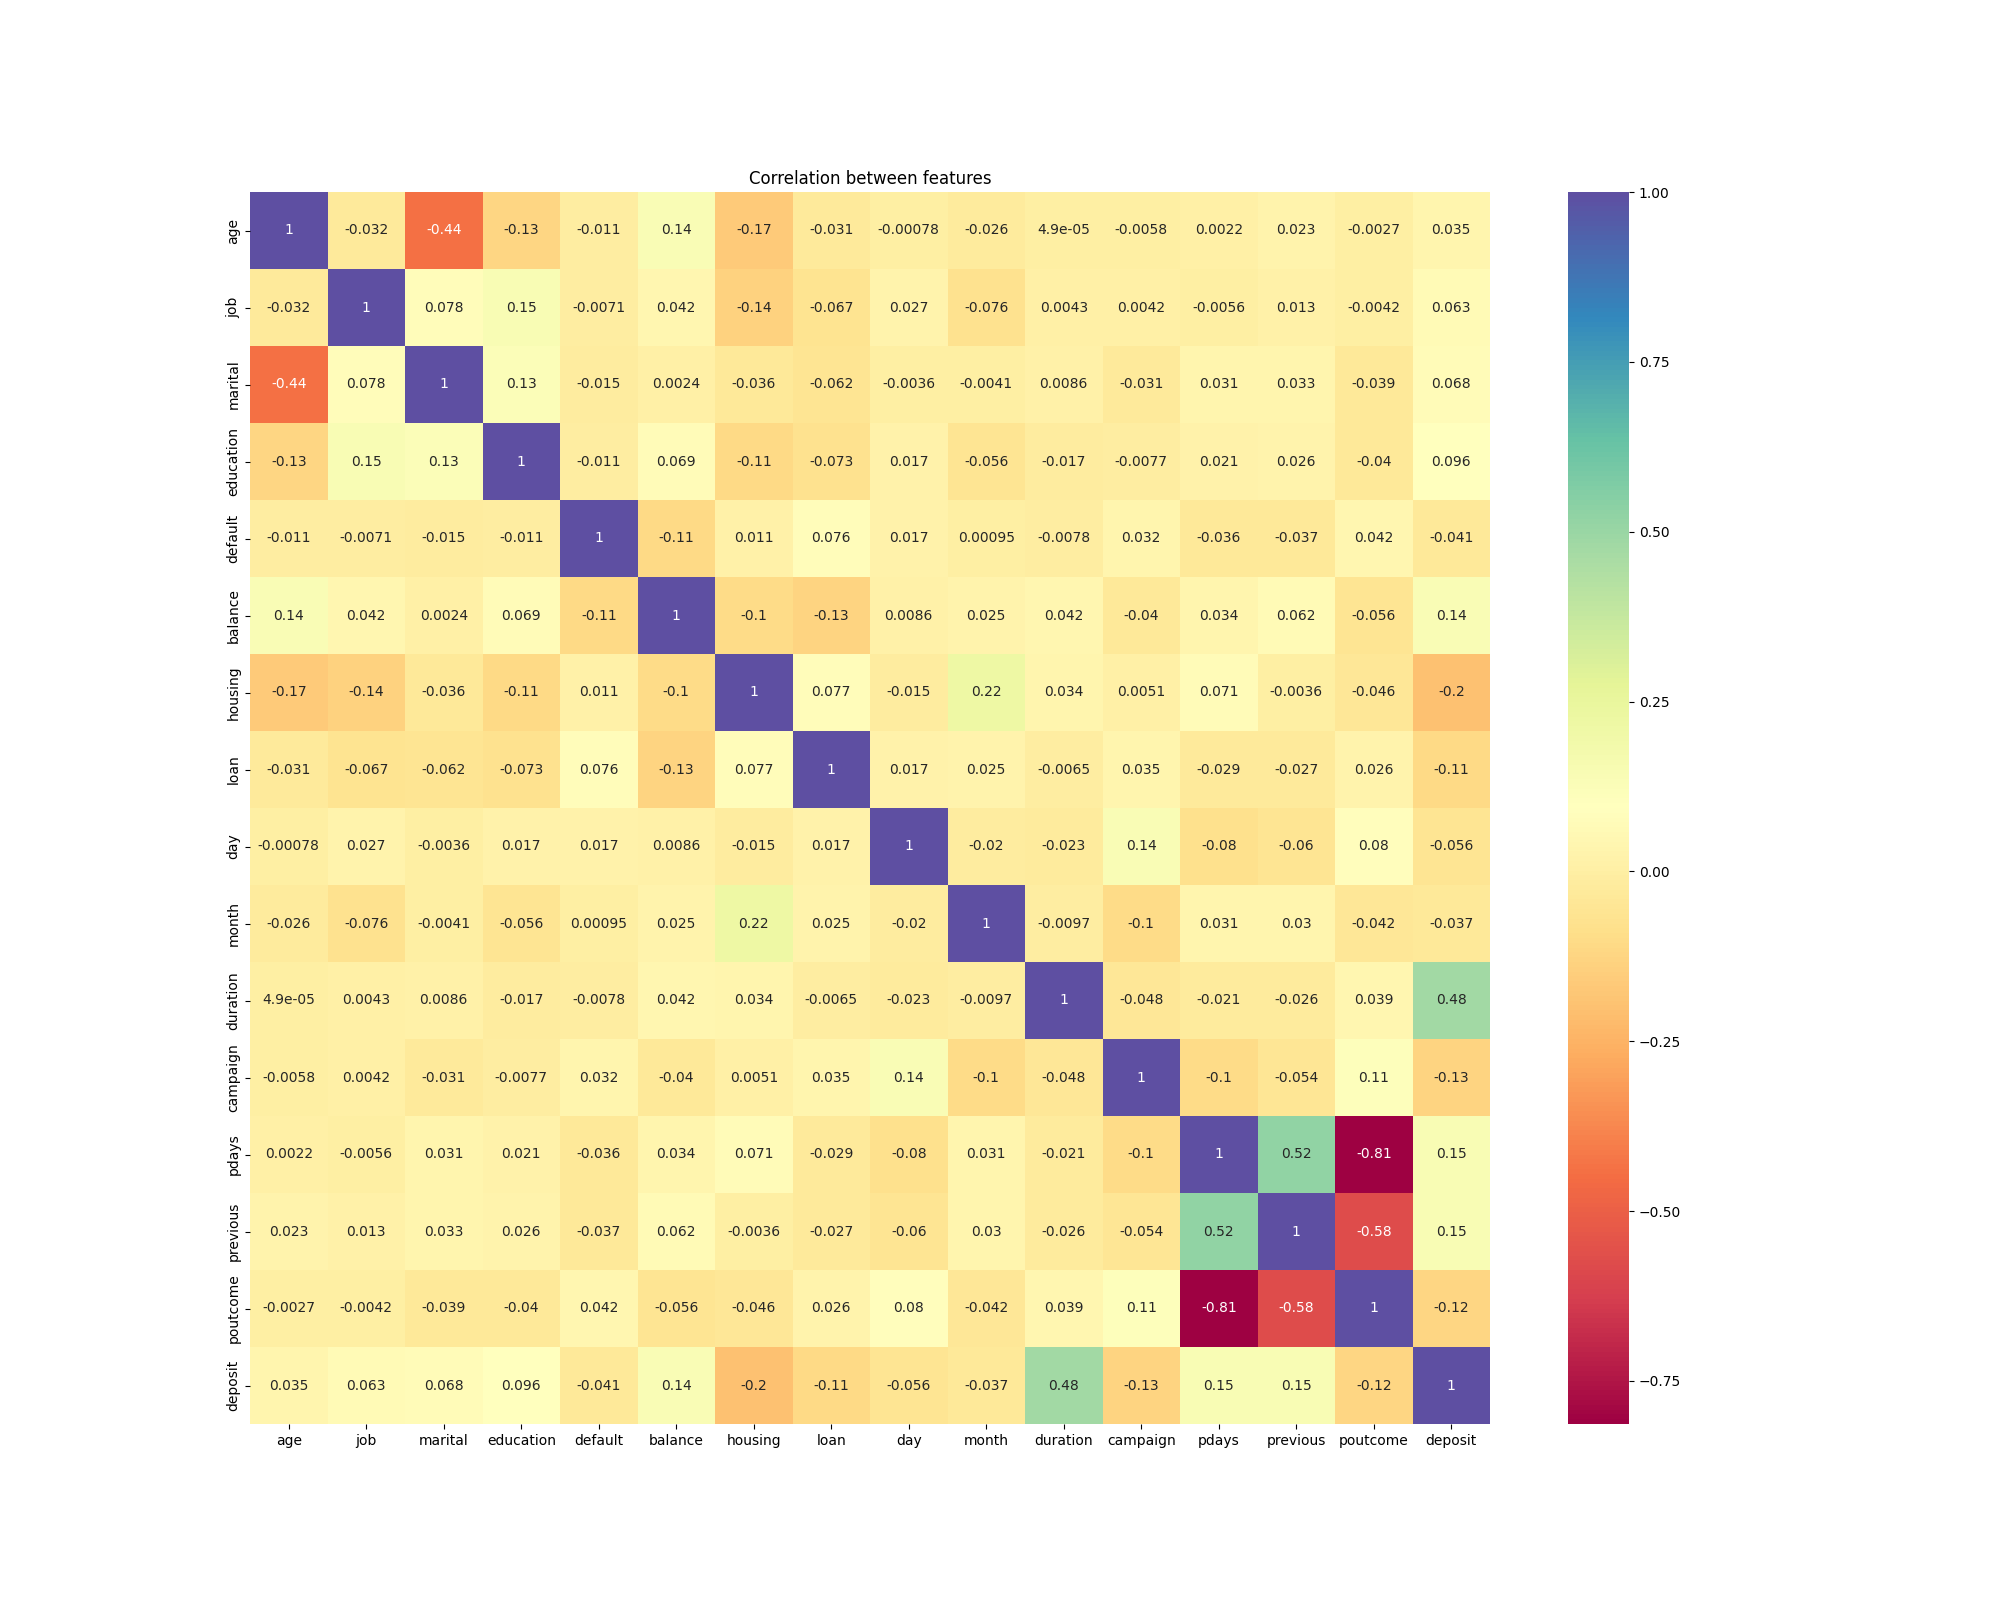 Correlation between features
age 1 -0.032 -0.44 -0.13 -0.011 0.14 -0.17 -0.031 -0.00078 -0.026 4.9e-05 -0.0058 0.0022 0.023 -0.0027 0.035
job -0.032 1 0.078 0.15 -0.0071 0.042 -0.14 -0.067 0.027 -0.076 0.0043 0.0042 -0.0056 0.013 -0.0042 0.063
marital -0.44 0.078 1 0.13 -0.015 0.0024 -0.036 -0.062 -0.0036 -0.0041 0.0086 -0.031 0.031 0.033 -0.039 0.068
education -0.13 0.15 0.13 1 -0.011 0.069 -0.11 -0.073 0.017 -0.056 -0.017 -0.0077 0.021 0.026 -0.04 0.096
default -0.011 -0.0071 -0.015 -0.011 1 -0.11 0.011 0.076 0.017 0.00095 -0.0078 0.032 -0.036 -0.037 0.042 -0.041
balance 0.14 0.042 0.0024 0.069 -0.11 1 -0.1 -0.13 0.0086 0.025 0.042 -0.04 0.034 0.062 -0.056 0.14
housing -0.17 -0.14 -0.036 -0.11 0.011 -0.1 1 0.077 -0.015 0.22 0.034 0.0051 0.071 -0.0036 -0.046 -0.2
loan -0.031 -0.067 -0.062 -0.073 0.076 -0.13 0.077 1 0.017 0.025 -0.0065 0.035 -0.029 -0.027 0.026 -0.11
day -0.00078 0.027 -0.0036 0.017 0.017 0.0086 -0.015 0.017 1 -0.02 -0.023 0.14 -0.08 -0.06 0.08 -0.056
month -0.026 -0.076 -0.0041 -0.056 0.00095 0.025 0.22 0.025 -0.02 1 -0.0097 -0.1 0.031 0.03 -0.042 -0.037
duration 4.9e-05 0.0043 0.0086 -0.017 -0.0078 0.042 0.034 -0.0065 -0.023 -0.0097 1 -0.048 -0.021 -0.026 0.039 0.48
campaign -0.0058 0.0042 -0.031 -0.0077 0.032 -0.04 0.0051 0.035 0.14 -0.1 -0.048 1 -0.1 -0.054 0.11 -0.13
pdays 0.0022 -0.0056 0.031 0.021 -0.036 0.034 0.071 -0.029 -0.08 0.031 -0.021 -0.1 1 0.52 -0.81 0.15
previous 0.023 0.013 0.033 0.026 -0.037 0.062 -0.0036 -0.027 -0.06 0.03 -0.026 -0.054 0.52 1 -0.58 0.15
poutcome -0.0027 -0.0042 -0.039 -0.04 0.042 -0.056 -0.046 0.026 0.08 -0.042 0.039 0.11 -0.81 -0.58 1 -0.12
deposit 0.035 0.063 0.068 0.096 -0.041 0.14 -0.2 -0.11 -0.056 -0.037 0.48 -0.13 0.15 0.15 -0.12 1
age job marital education default balance housing loan day month duration campaign pdays previous poutcome deposit
1.00
0.75
0.50
0.25
0.00
−0.25
−0.50
−0.75